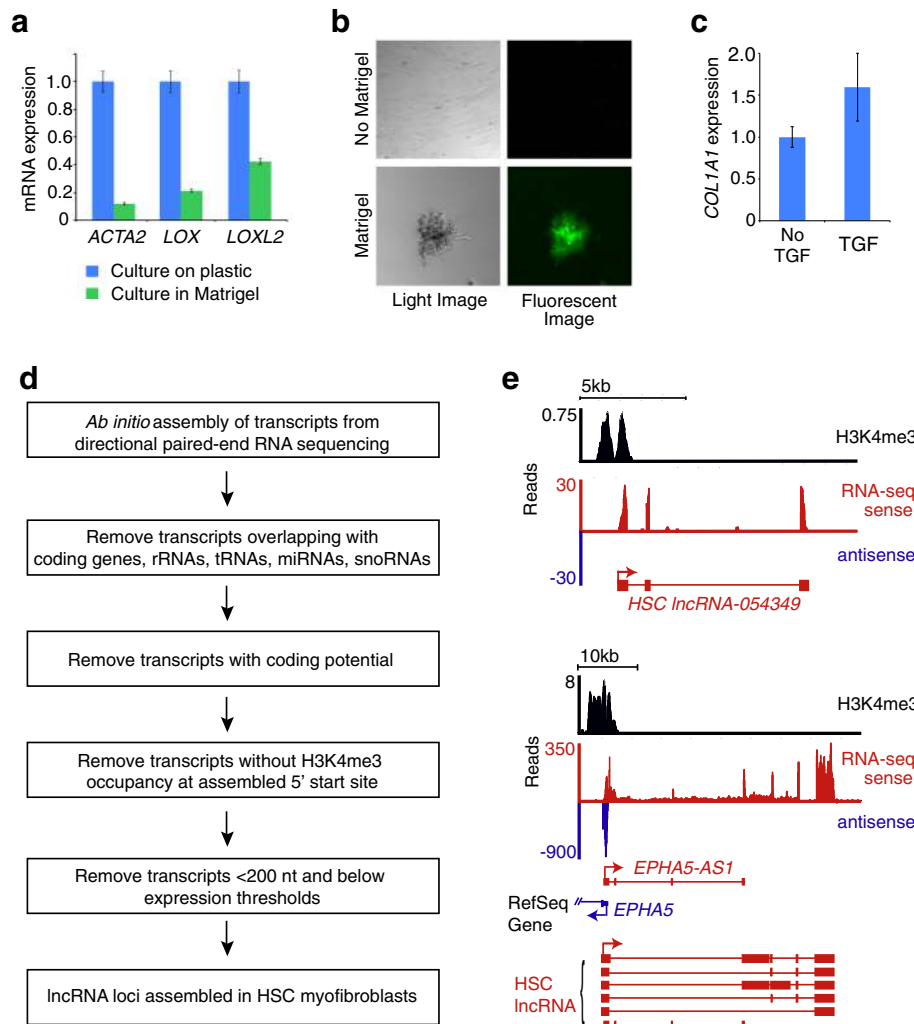 a
mRNA expression
1.0
0.8
0.6
0.4
0.2
0
ACTA2 LOX LOXL2
Culture on plastic
Culture in Matrigel
b
No Matrigel
Matrigel
Light Image
Fluorescent
Image
c
COL1A1 expression
2.0
1.5
1.0
0.5
0
No
TGF
TGF
d
Ab initio assembly of transcripts from
directional paired-end RNA sequencing
Remove transcripts overlapping with
coding genes, rRNAs, tRNAs, miRNAs, snoRNAs
Remove transcripts with coding potential
Remove transcripts without H3K4me3
occupancy at assembled 5' start site
Remove transcripts <200 nt and below
expression thresholds
lncRNA loci assembled in HSC myofibroblasts
e
5kb
0.75
H3K4me3
Reads
30
RNA-seq
sense
antisense
-30
HSC lncRNA-054349
10kb
8
H3K4me3
Reads
350
RNA-seq
sense
antisense
-900
EPHA5-AS1
RefSeq
Gene
EPHA5
HSC
lncRNA